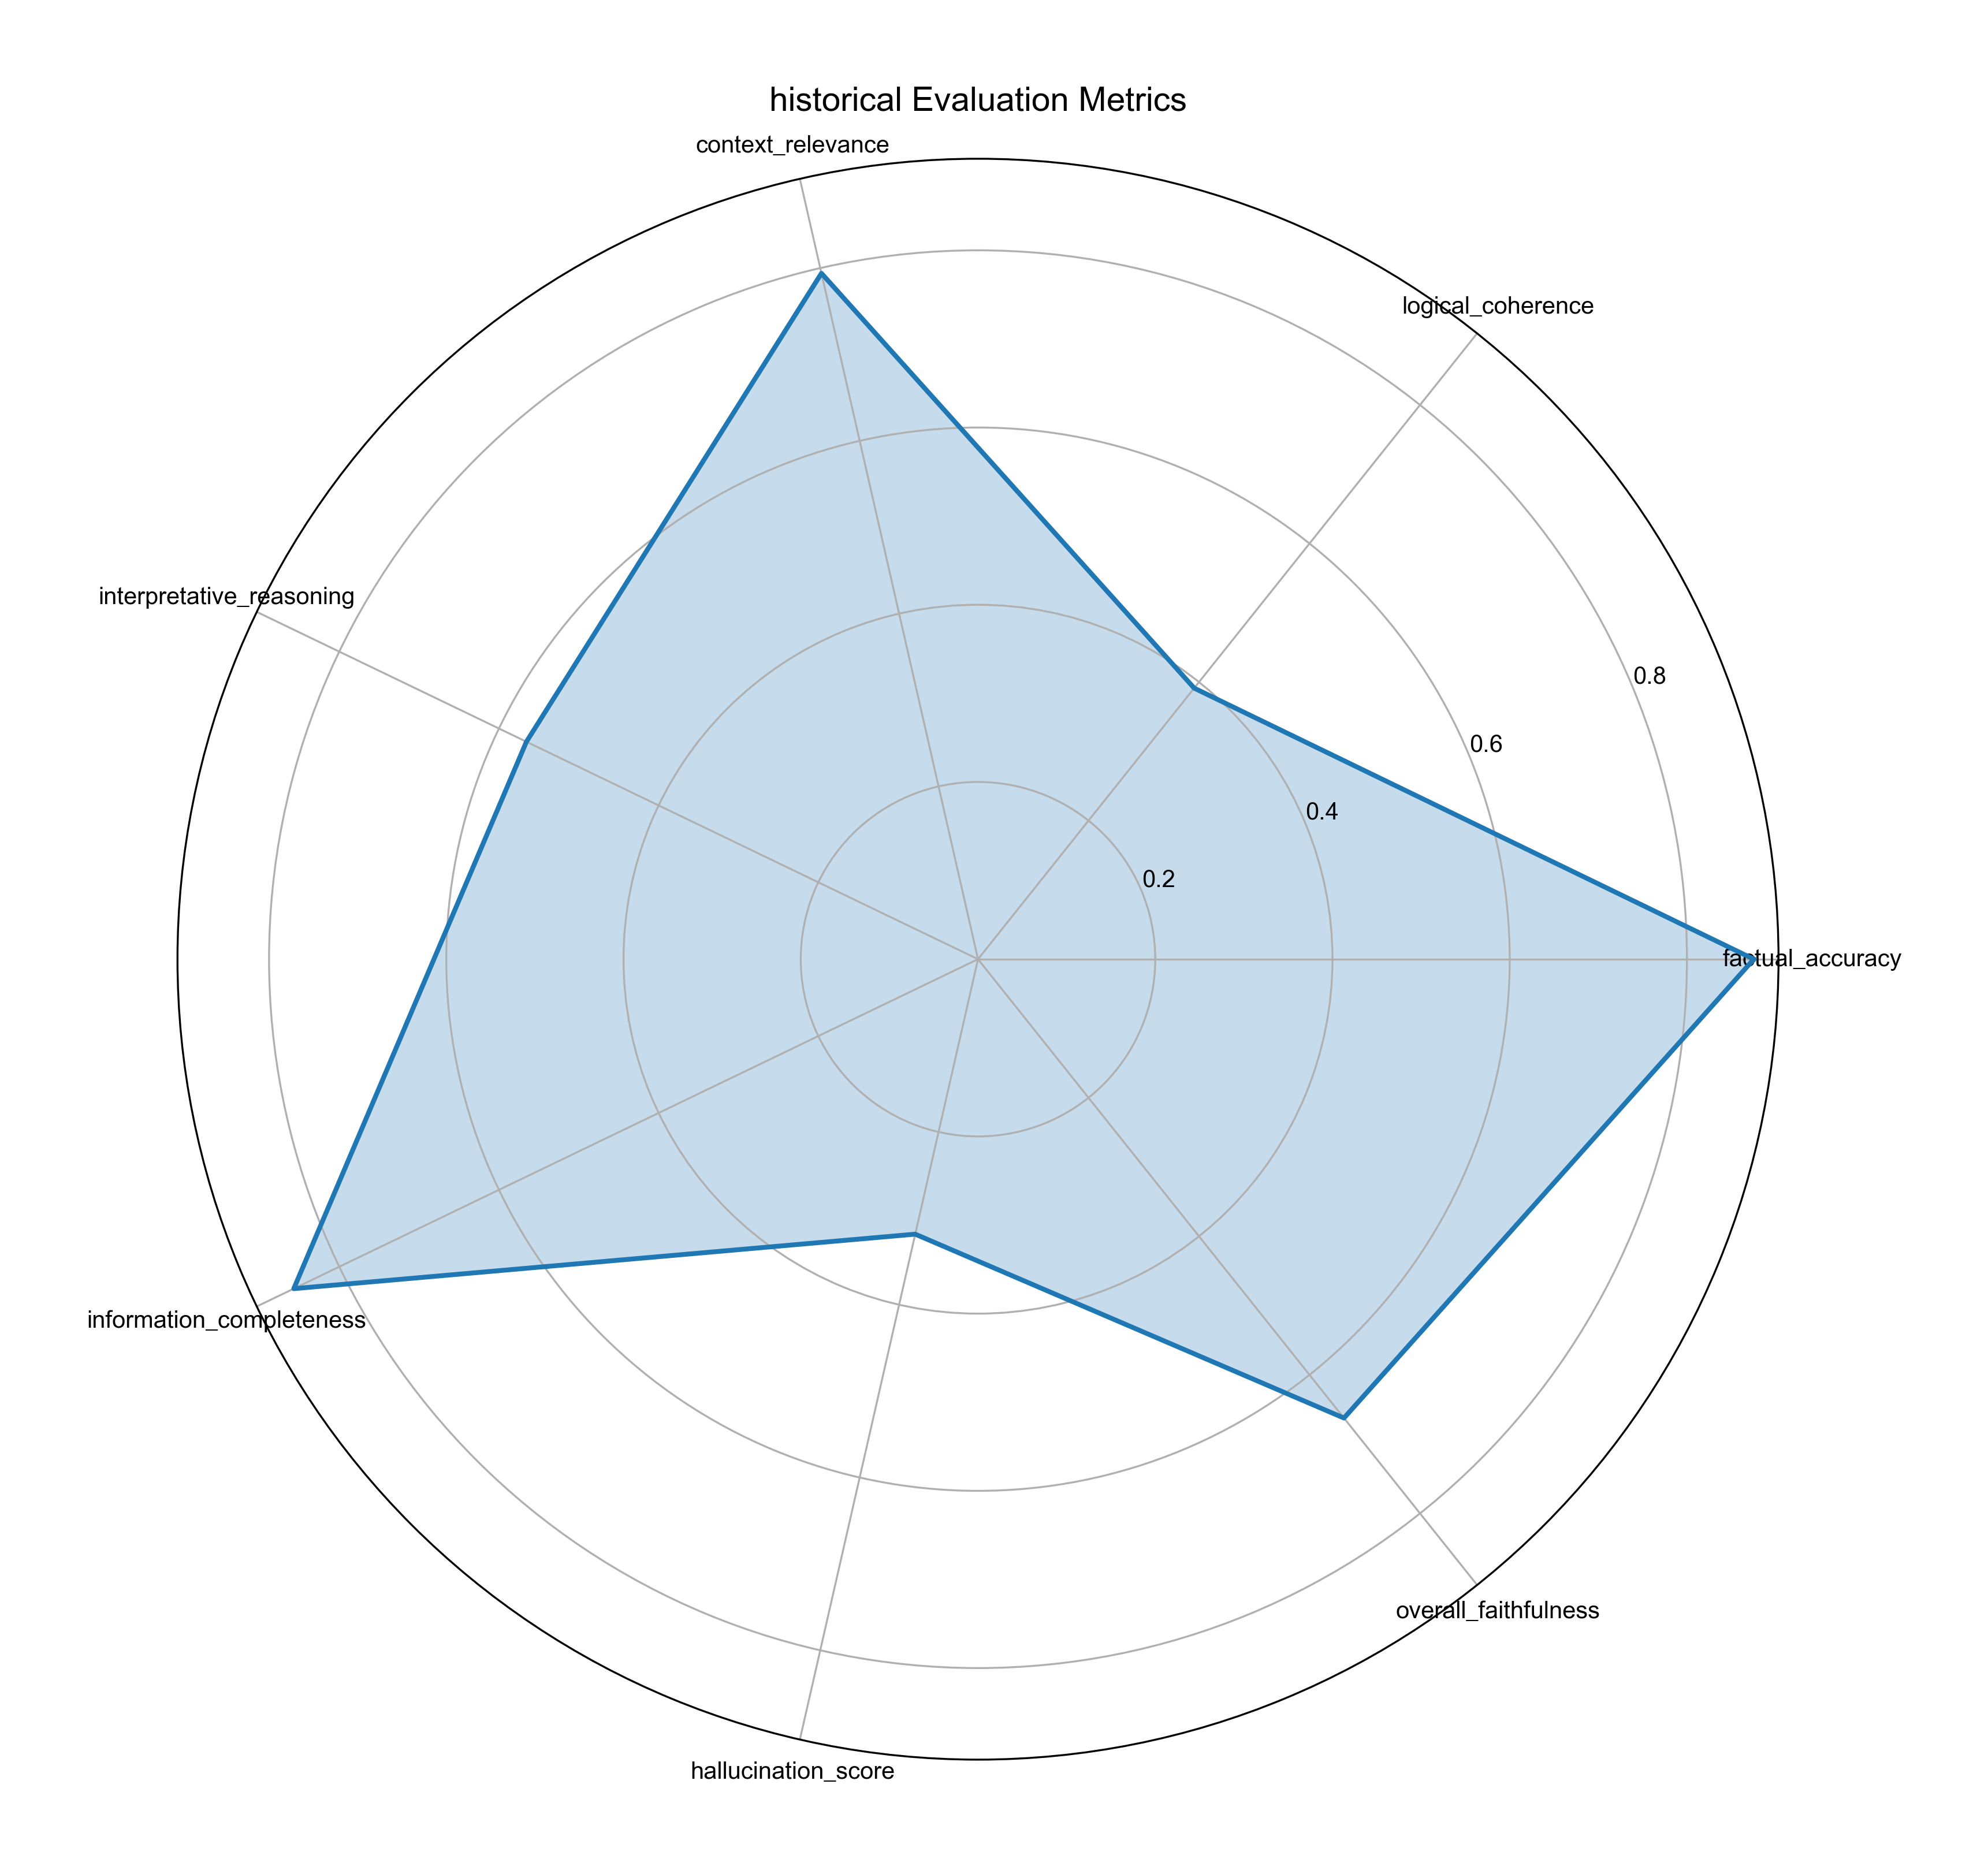 historical Evaluation Metrics
context_relevance
logical_coherence
interpretative_reasoning
0.8
0.6
0.4
0.2
factual_accuracy
information_completeness
overall_faithfulness
hallucination_score